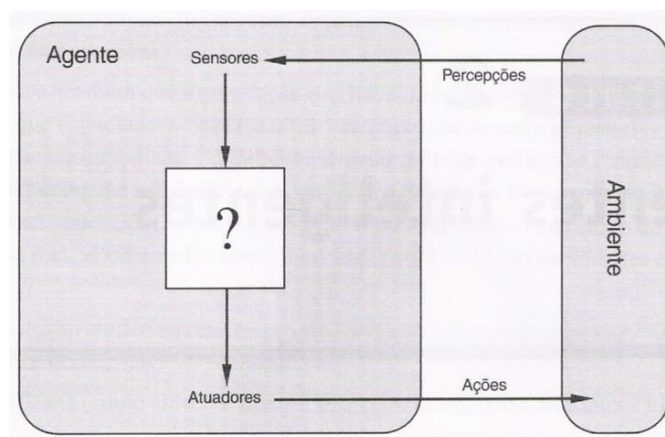 Agente
Sensores
Percepções
?
Ambiente
Atuadores
Ações